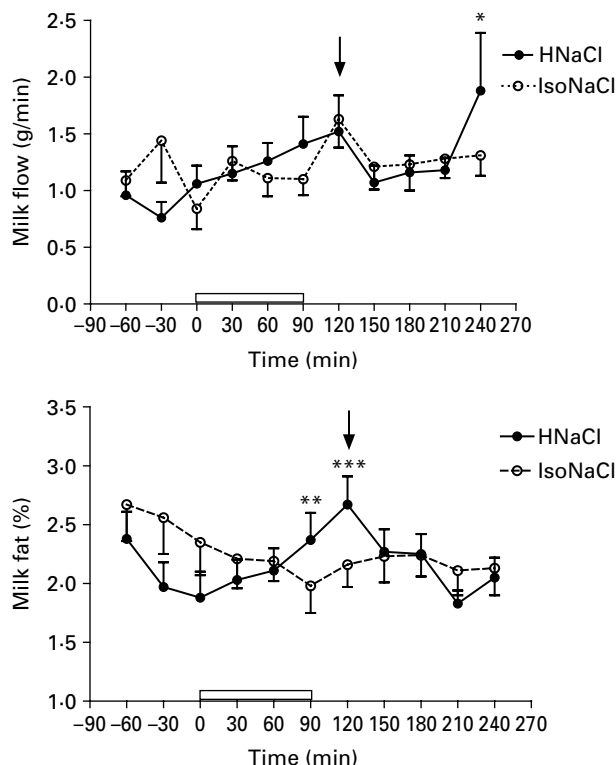 2·5
2·0
1·5
1·0
0·5
0·0
Milk flow (g/min)
*
HNaCl
IsoNaCl
−90 −60 −30 0 30 60 90 120 150 180 210 240 270
Time (min)
3·5
3·0
2·5
2·0
1·5
1·0
Milk fat (%)
** ***
HNaCl
IsoNaCl
−90 −60 −30 0 30 60 90 120 150 180 210 240 270
Time (min)